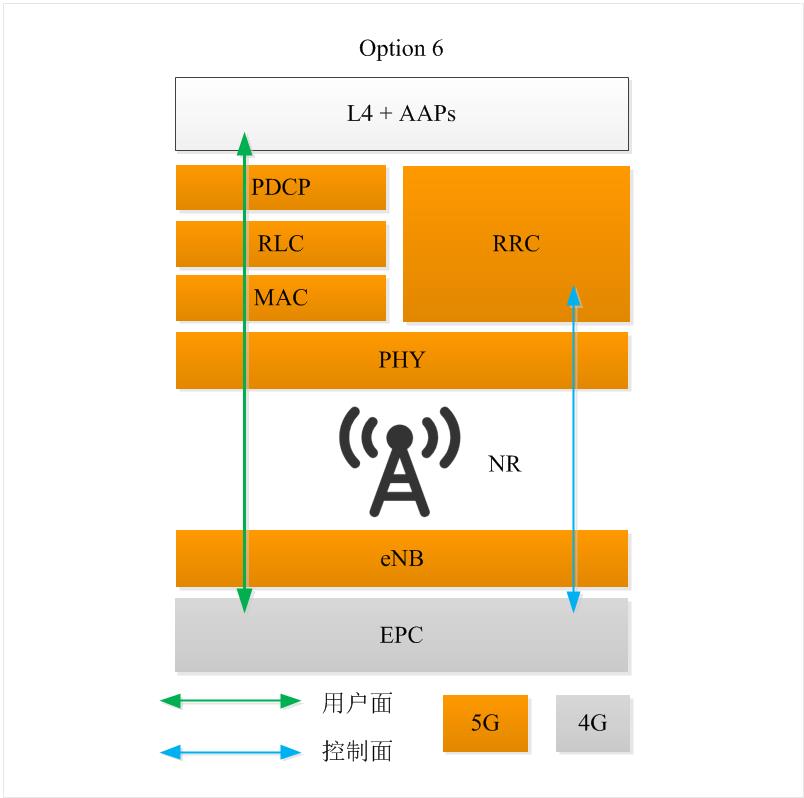 Option 6
L4 + AAPs
PDCP
RLC
MAC
RRC
PHY
NR
eNB
EPC
用户面
控制面
5G
4G